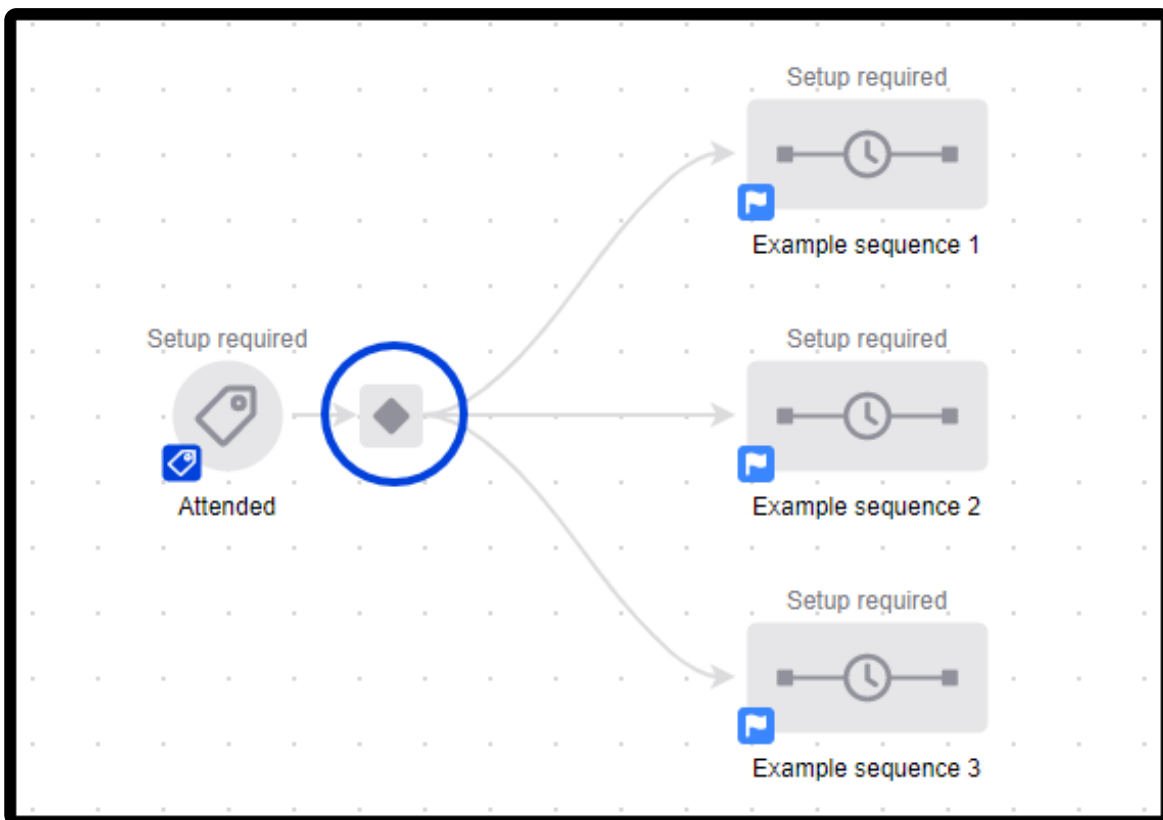 Setup required
Example sequence 1
Setup required
Attended
Setup required
Example sequence 2
Setup required
Example sequence 3